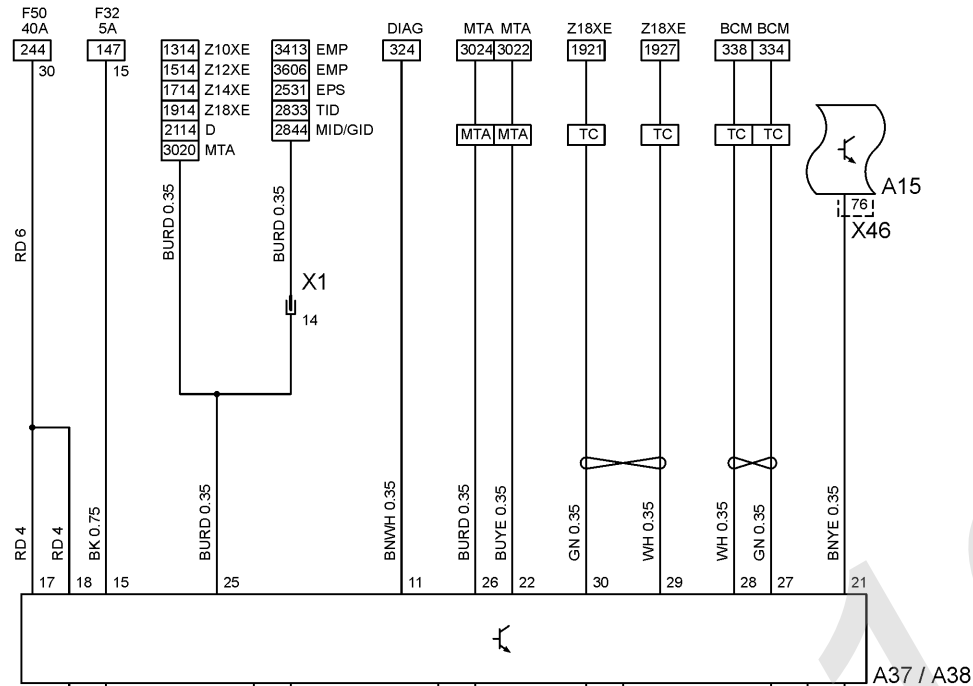 F50 F32
40A 5A DIAG MTA MTA Z18XE Z18XE BCM BCM
244 147 1314 Z10XE 3413 EMP 324 3024 3022 1921 1927 338 334
30 15 1514 Z12XE 3606 EMP
1714 Z14XE 2531 EPS
1914 Z18XE 2833 TID
2114 D 2844 MID/GID MTA MTA TC TC TC TC
3020 MTA
A15
76
X46
RD 6 BURD 0.35 BURD 0.35
X1
14
RD 4 RD 4 BK 0.75 BURD 0.35 BNWH 0.35 BURD 0.35 BUYE 0.35 GN 0.35 WH 0.35 WH 0.35 GN 0.35 BNYE 0.35
17 18 15 25 11 26 22 30 29 28 27 21
A37 / A38